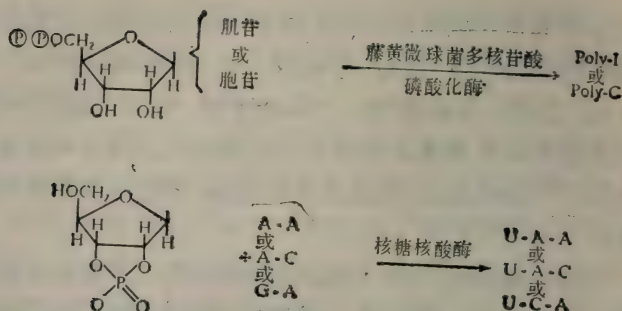 ⓅⓅOCH2 O 肌苷
或
胞苷
H H H H
OH OH
藤黄微球菌多核苷酸
磷酸化酶
Poly-I
或
Poly-C
HOCH2 O
H H H H
O O
P
O O
A-A
或
+A-C
或
G-A
核糖核酸酶
U-A-A
或
U-A-C
或
U-C-A